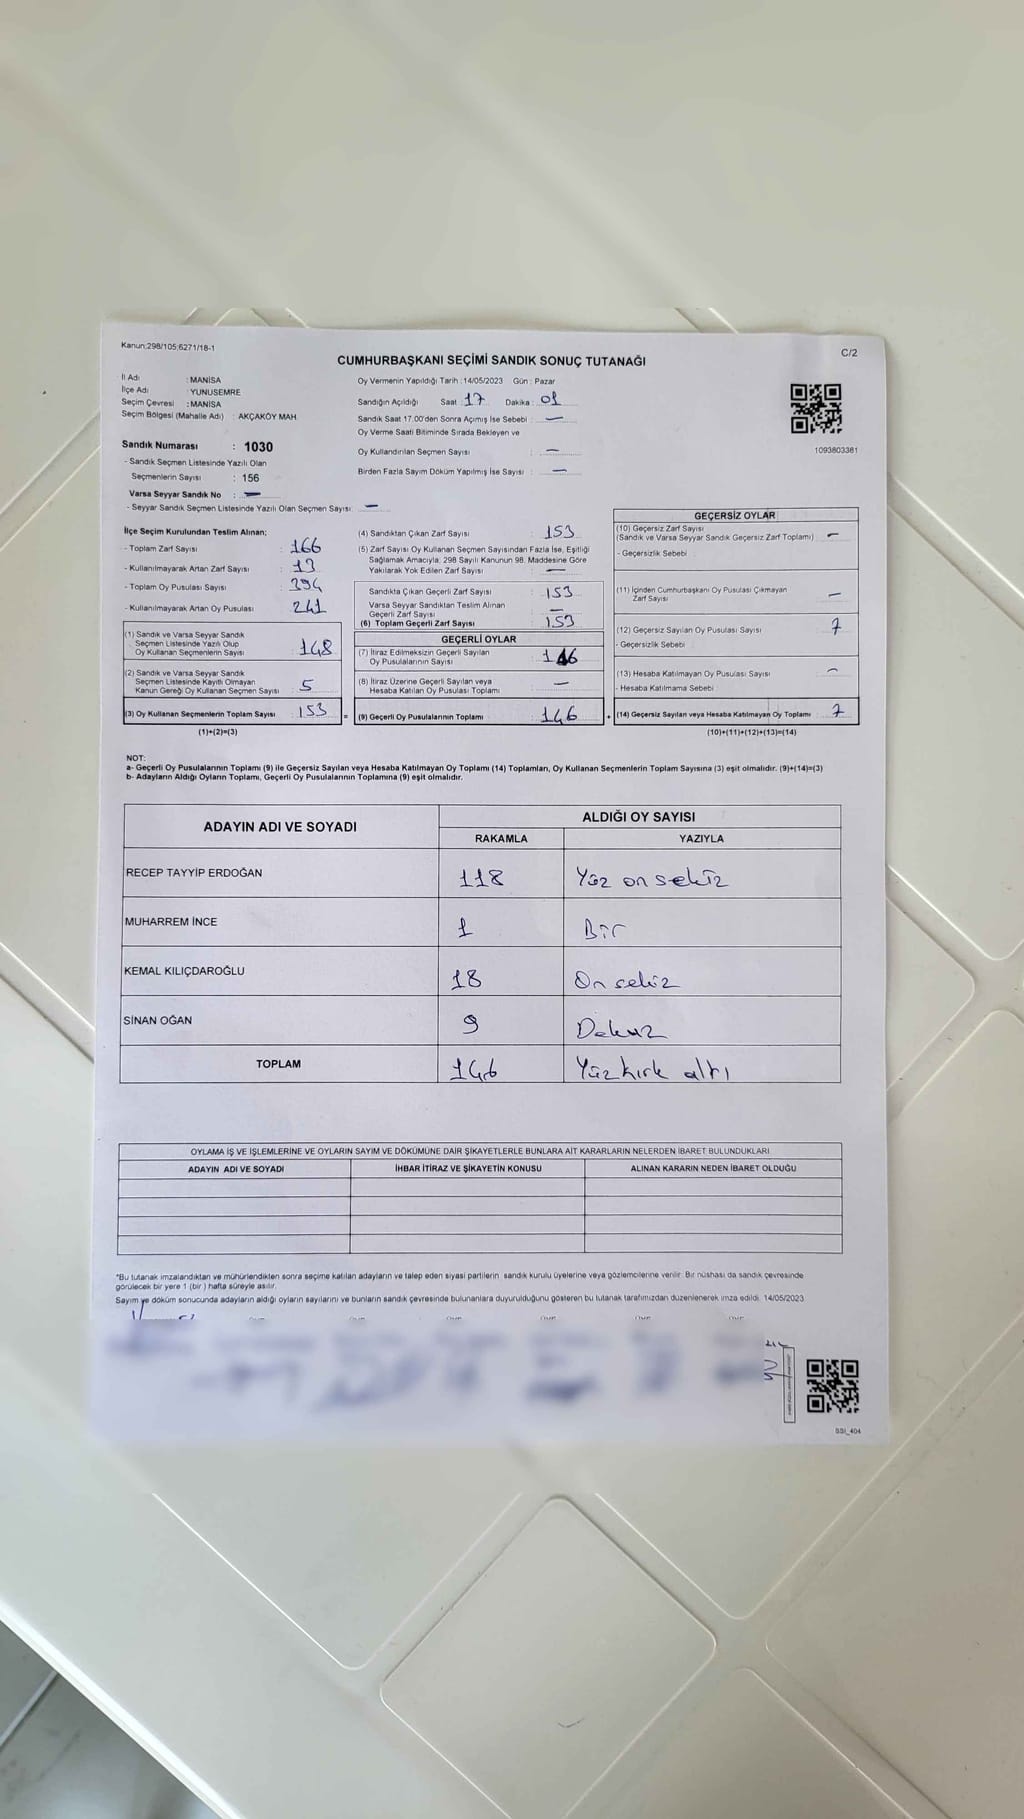 Kanun:298/105,6271/18-1
CUMHURBAŞKANI SEÇİMİ SANDIK SONUÇ TUTANAĞI
C/2
İl Adı : MANİSA
İlçe Adı : YUNUSEMRE
Seçim Çevresi : MANİSA
Seçim Bölgesi (Mahalle Adı) : AKÇAKÖY MAH.
Oy Vermenin Yapıldığı Tarih :14/05/2023 Gün : Pazar
Sandığın Açıldığı Saat : 17 Dakika : 01
Sandık Saat 17.00'den Sonra Açımış İse Sebebi : —
Oy Verme Saati Bitiminde Sırada Bekleyen ve
Oy Kullandırılan Seçmen Sayısı : —
Birden Fazla Sayım Döküm Yapılmış İse Sayısı : —
1093803381
Sandık Numarası : 1030
- Sandık Seçmen Listesinde Yazılı Olan
Seçmenlerin Sayısı : 156
Varsa Seyyar Sandık No : —
- Seyyar Sandık Seçmen Listesinde Yazılı Olan Seçmen Sayısı: —
İlçe Seçim Kurulundan Teslim Alınan;
- Toplam Zarf Sayısı : 166
- Kullanılmayarak Artan Zarf Sayısı : 13
- Toplam Oy Pusulası Sayısı : 394
- Kullanılmayarak Artan Oy Pusulası : 241
(1) Sandık ve Varsa Seyyar Sandık
Seçmen Listesinde Yazılı Olup
Oy Kullanan Seçmenlerin Sayısı : 148
(2) Sandık ve Varsa Seyyar Sandık
Seçmen Listesinde Kayıtlı Olmayan
Kanun Gereği Oy Kullanan Seçmen Sayısı : 5
(3) Oy Kullanan Seçmenlerin Toplam Sayısı : 153 =
(1)+(2)=(3)
(4) Sandıktan Çıkan Zarf Sayısı : 153
(5) Zarf Sayısı Oy Kullanan Seçmen Sayısından Fazla İse, Eşitliği
Sağlamak Amacıyla; 298 Sayılı Kanunun 98. Maddesine Göre
Yakılarak Yok Edilen Zarf Sayısı : —
Sandıkta Çıkan Geçerli Zarf Sayısı : 153
Varsa Seyyar Sandıktan Teslim Alınan
Geçerli Zarf Sayısı : —
(6) Toplam Geçerli Zarf Sayısı : 153
GEÇERLİ OYLAR
(7) İtiraz Edilmeksizin Geçerli Sayılan
Oy Pusulalarının Sayısı : 146
(8) İtiraz Üzerine Geçerli Sayılan veya
Hesaba Katılan Oy Pusulası Toplamı : —
(9) Geçerli Oy Pusulalarının Toplamı : 146 +
GEÇERSİZ OYLAR
(10) Geçersiz Zarf Sayısı
(Sandık ve Varsa Seyyar Sandık Geçersiz Zarf Toplamı) : —
- Geçersizlik Sebebi :
(11) İçinden Cumhurbaşkanı Oy Pusulası Çıkmayan
Zarf Sayısı : —
(12) Geçersiz Sayılan Oy Pusulası Sayısı : 7
- Geçersizlik Sebebi :
(13) Hesaba Katılmayan Oy Pusulası Sayısı : —
- Hesaba Katılmama Sebebi :
(14) Geçersiz Sayılan veya Hesaba Katılmayan Oy Toplamı : 7
(10)+(11)+(12)+(13)=(14)
NOT:
a- Geçerli Oy Pusulalarının Toplamı (9) ile Geçersiz Sayılan veya Hesaba Katılmayan Oy Toplamı (14) Toplamları, Oy Kullanan Seçmenlerin Toplam Sayısına (3) eşit olmalıdır. (9)+(14)=(3)
b- Adayların Aldığı Oyların Toplamı, Geçerli Oy Pusulalarının Toplamına (9) eşit olmalıdır.
ADAYIN ADI VE SOYADI ALDIĞI OY SAYISI
RAKAMLA YAZIYLA
RECEP TAYYİP ERDOĞAN 118 Yüz on sekiz
MUHARREM İNCE 1 Bir
KEMAL KILIÇDAROĞLU 18 On sekiz
SİNAN OĞAN 9 Dokuz
TOPLAM 146 Yüz kırk altı
OYLAMA İŞ VE İŞLEMLERİNE VE OYLARIN SAYIM VE DÖKÜMÜNE DAİR ŞİKAYETLERLE BUNLARA AİT KARARLARIN NELERDEN İBARET BULUNDUKLARI
ADAYIN ADI VE SOYADI İHBAR İTİRAZ VE ŞİKAYETİN KONUSU ALINAN KARARIN NEDEN İBARET OLDUĞU
*Bu tutanak imzalandıktan ve mühürlendikten sonra seçime katılan adayların ve talep eden siyasi partilerin sandık kurulu üyelerine veya gözlemcilerine verilir. Bir nüshası da sandık çevresinde
görülecek bir yere 1 (bir ) hafta süreyle asılır.
Sayım ve döküm sonucunda adayların aldığı oyların sayılarını ve bunların sandık çevresinde bulunanlara duyurulduğunu gösteren bu tutanak tarafımızdan düzenlenerek imza edildi. 14/05/2023
SSI_404